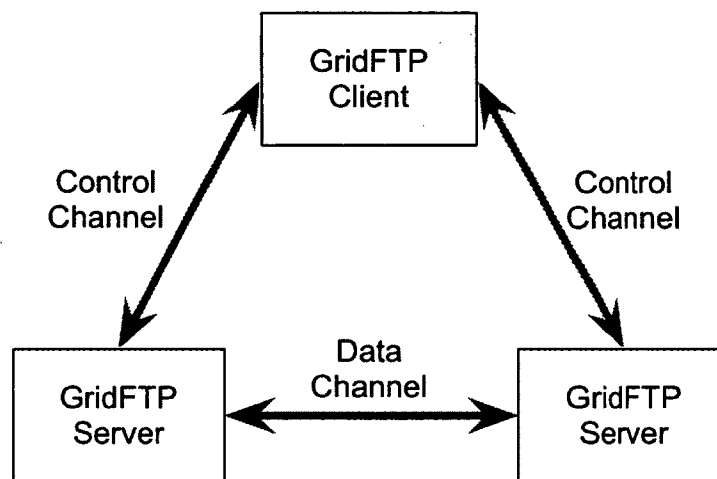 GridFTP
Client
Control
Channel
Control
Channel
Data
Channel
GridFTP
Server
GridFTP
Server